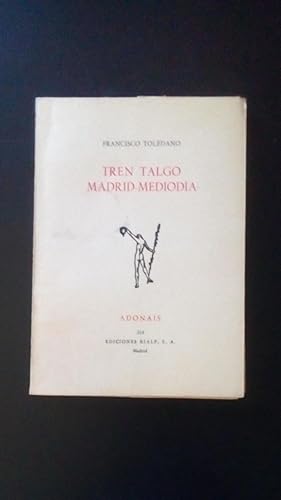 FRANCISCO TOLEDANO
TREN TALGO
MADRID-MEDIODIA
ADONAIS
EDICIONES RIALP, S. A.
Madrid